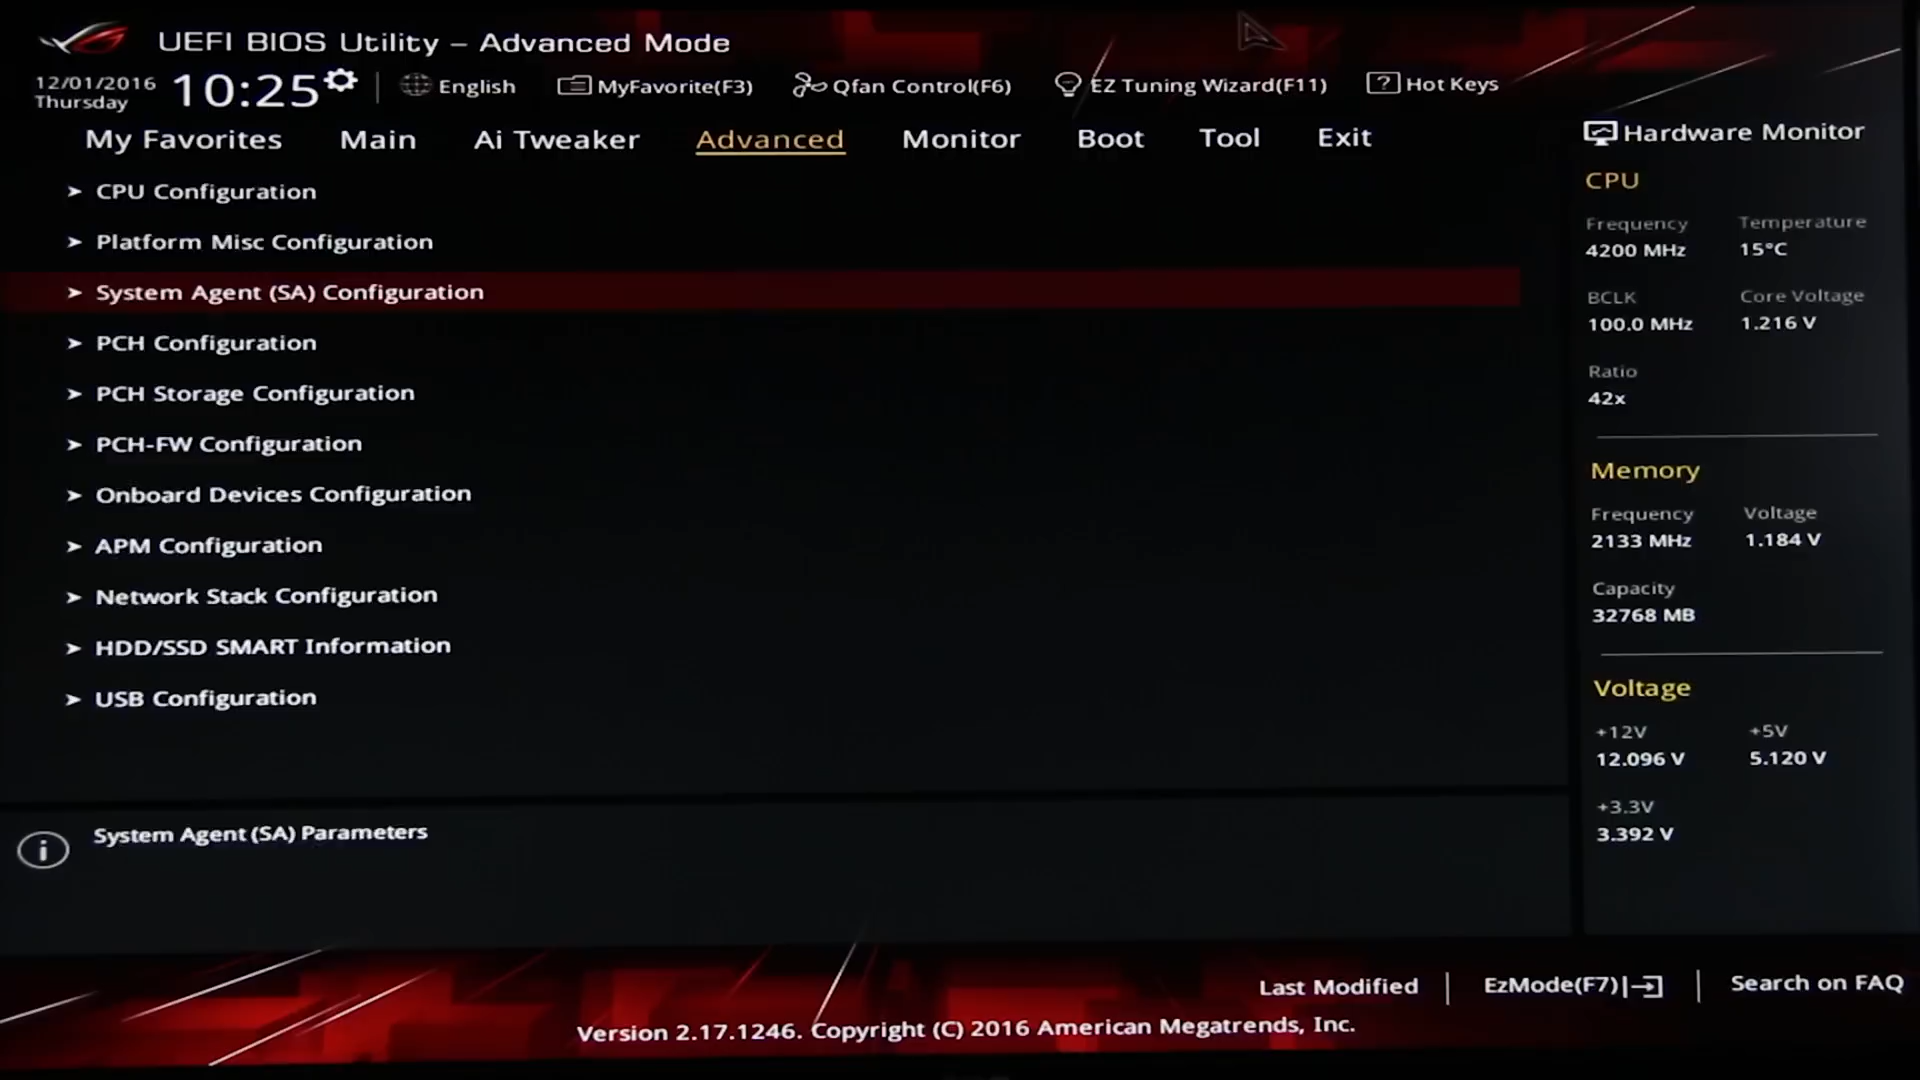 UEFI BIOS Utility – Advanced Mode
12/01/2016
Thursday
10:25
English
MyFavorite(F3)
Qfan Control(F6)
EZ Tuning Wizard(F11)
? Hot Keys
My Favorites
Main
Ai Tweaker
Advanced
Monitor
Boot
Tool
Exit
CPU Configuration
Platform Misc Configuration
System Agent (SA) Configuration
PCH Configuration
PCH Storage Configuration
PCH-FW Configuration
Onboard Devices Configuration
APM Configuration
Network Stack Configuration
HDD/SSD SMART Information
USB Configuration
i System Agent (SA) Parameters
Hardware Monitor
CPU
Frequency Temperature
4200 MHz 15°C
BCLK Core Voltage
100.0 MHz 1.216 V
Ratio
42x
Memory
Frequency Voltage
2133 MHz 1.184 V
Capacity
32768 MB
Voltage
+12V +5V
12.096 V 5.120 V
+3.3V
3.392 V
Last Modified
EzMode(F7)
Search on FAQ
Version 2.17.1246. Copyright (C) 2016 American Megatrends, Inc.